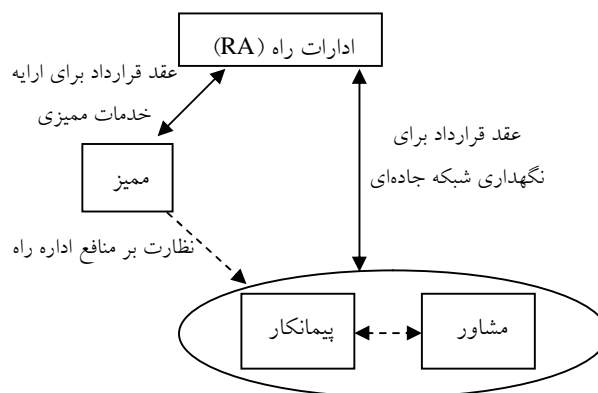 ادارات راه (RA)
عقد قرارداد برای ارایه
خدمات ممیزی
عقد قرارداد برای
نگهداری شبکه جاده‌ای
ممیز
نظارت بر منافع اداره راه
پیمانکار
مشاور